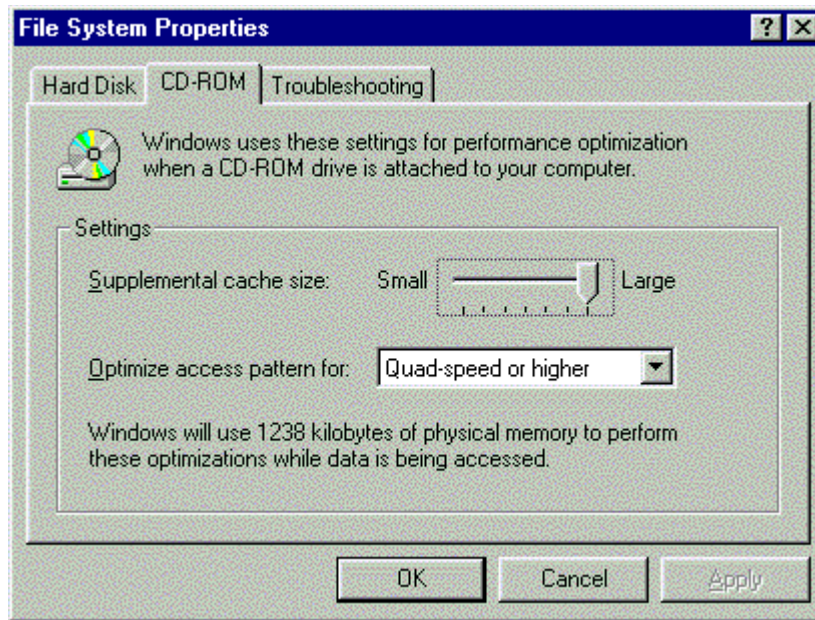 File System Properties
Hard Disk CD-ROM Troubleshooting
Windows uses these settings for performance optimization
when a CD-ROM drive is attached to your computer.
Settings
Supplemental cache size: Small Large
Optimize access pattern for: Quad-speed or higher
Windows will use 1238 kilobytes of physical memory to perform
these optimizations while data is being accessed.
OK Cancel Apply